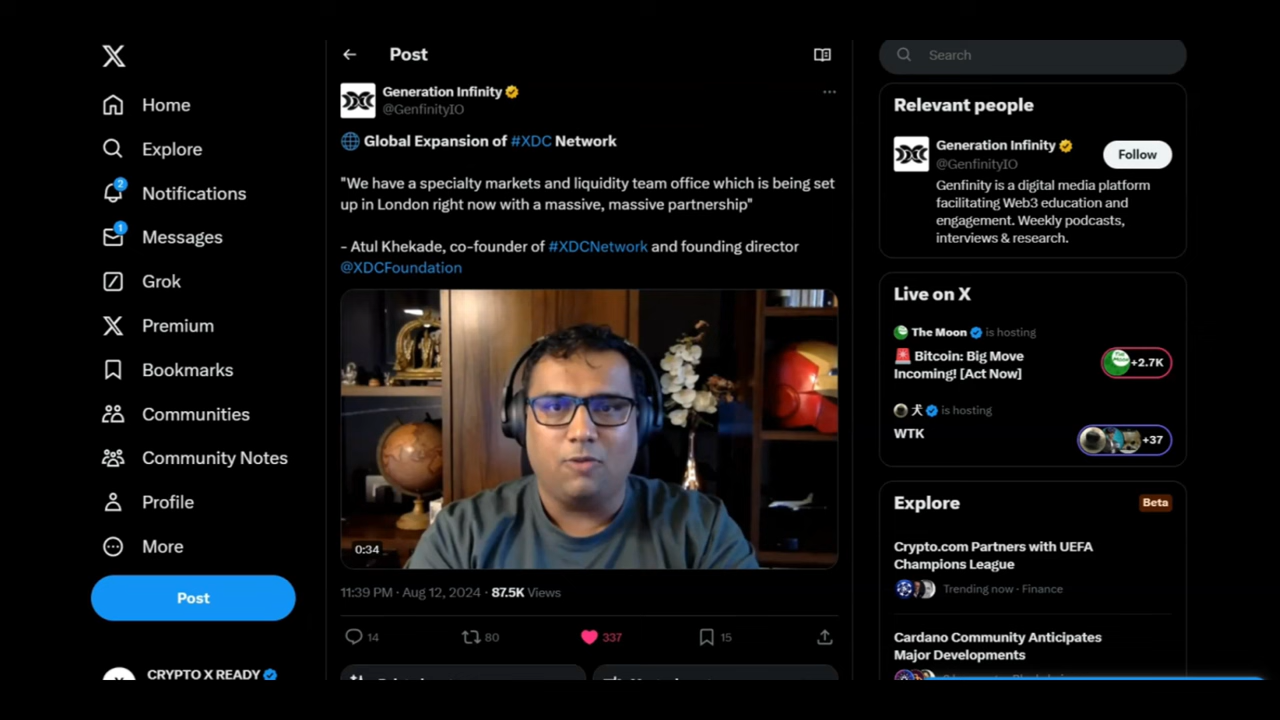 Home
Explore
2
Notifications
1
Messages
Grok
Premium
Bookmarks
Communities
Community Notes
Profile
More
Post
CRYPTO X READY
Post
Generation Infinity
@GenfinityIO
Global Expansion of #XDC Network
"We have a specialty markets and liquidity team office which is being set
up in London right now with a massive, massive partnership"
- Atul Khekade, co-founder of #XDCNetwork and founding director
@XDCFoundation
0:34
11:39 PM · Aug 12, 2024 · 87.5K Views
14 80 337 15
Search
Relevant people
Generation Infinity
@GenfinityIO
Follow
Genfinity is a digital media platform
facilitating Web3 education and
engagement. Weekly podcasts,
interviews & research.
Live on X
The Moon is hosting
Bitcoin: Big Move
Incoming! [Act Now]
+2.7K
犬 is hosting
WTK
+37
Explore
Beta
Crypto.com Partners with UEFA
Champions League
Trending now · Finance
Cardano Community Anticipates
Major Developments